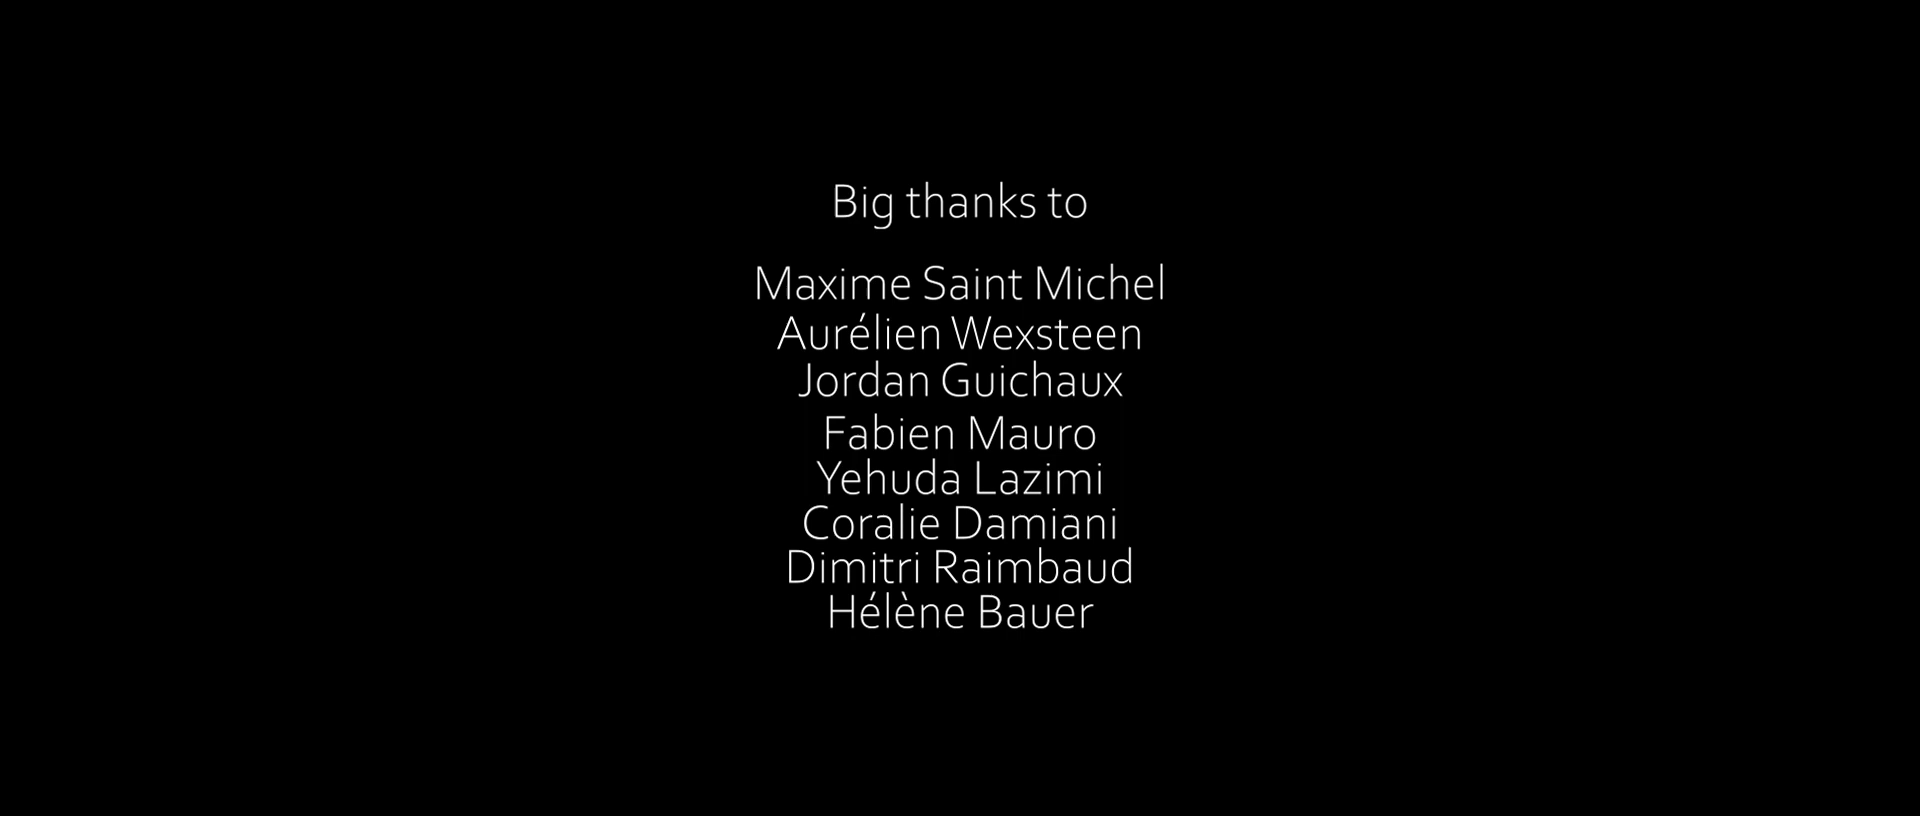 Big thanks to
Maxime Saint Michel
Aurélien Wexsteen
Jordan Guichaux
Fabien Mauro
Yehuda Lazimi
Coralie Damiani
Dimitri Raimbaud
Hélène Bauer